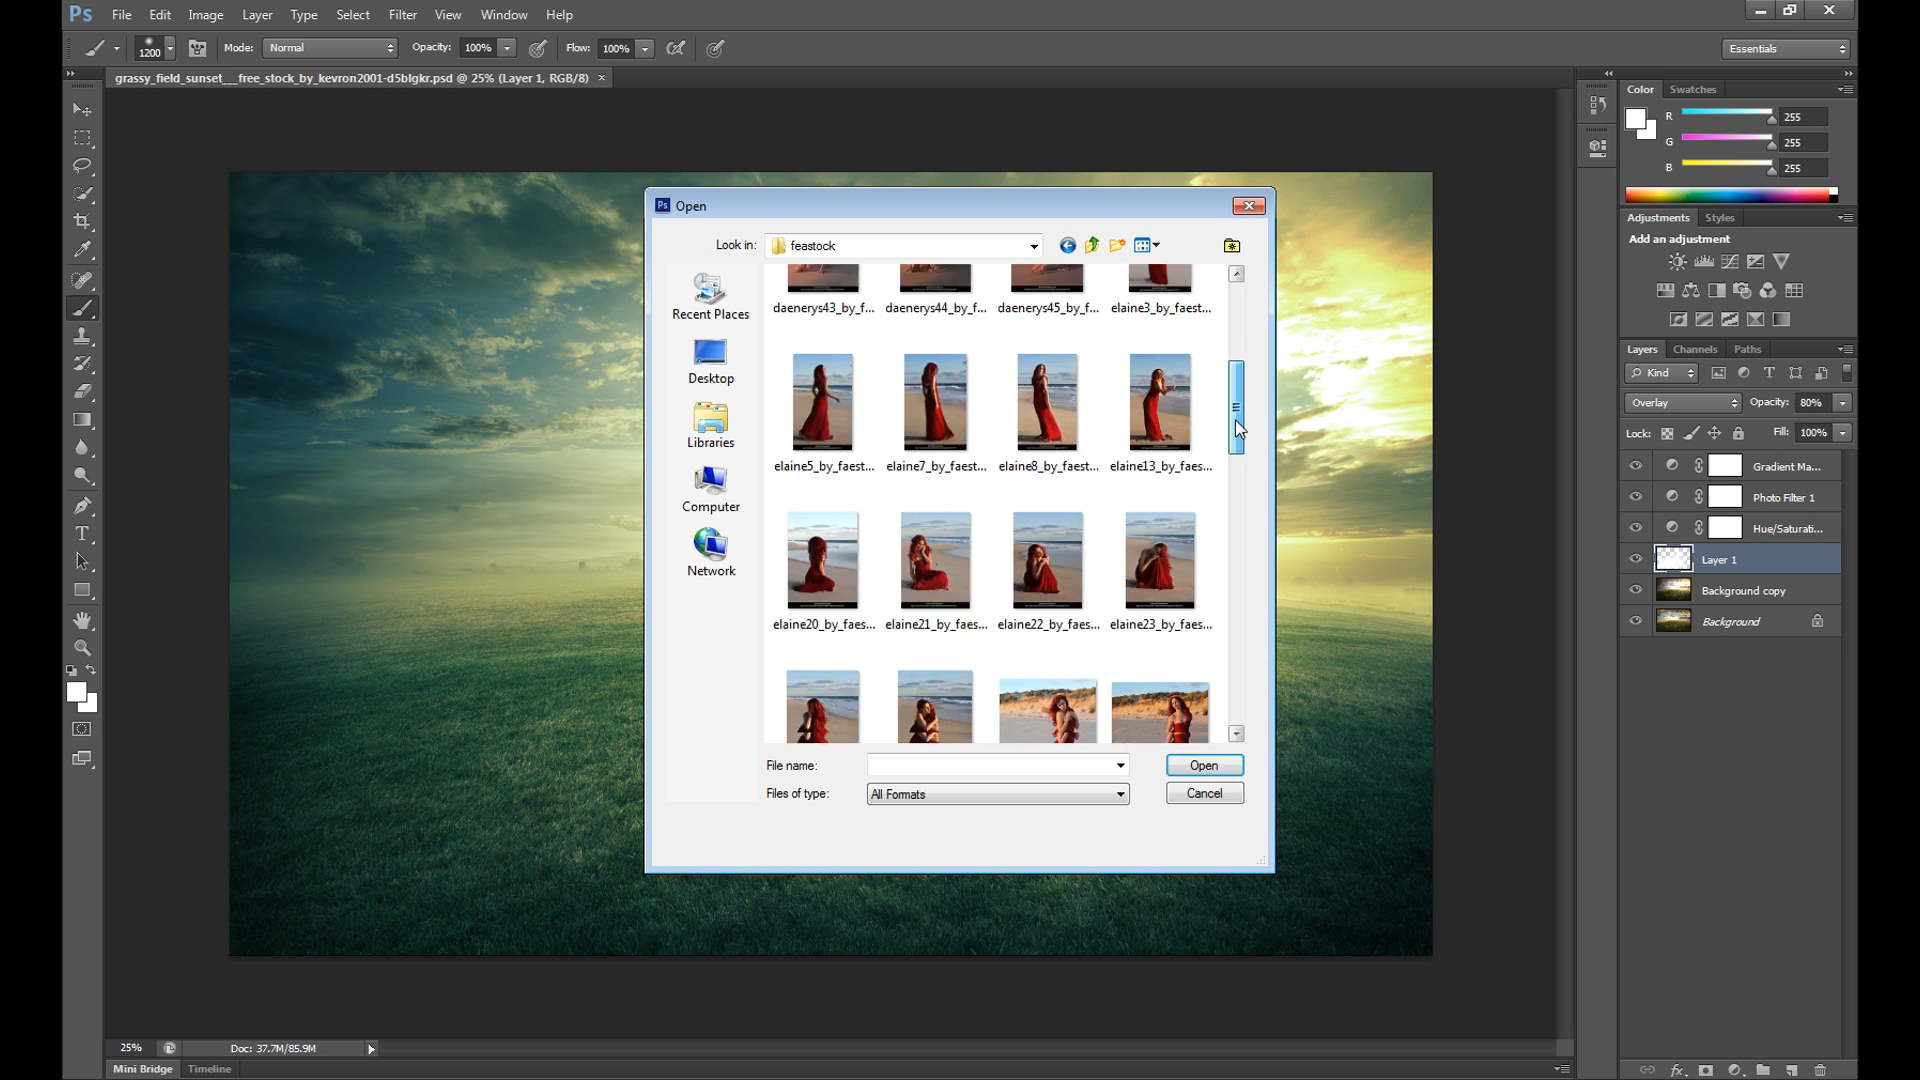 Ps File Edit Image Layer Type Select Filter View Window Help
1200 Mode: Normal Opacity: 100% Flow: 100% Essentials
grassy_field_sunset___free_stock_by_kevron2001-d5blgkr.psd @ 25% (Layer 1, RGB/8) ×
Color Swatches
R 255
G 255
B 255
Adjustments Styles
Add an adjustment
Layers Channels Paths
Kind
Overlay Opacity: 80%
Lock: Fill: 100%
Gradient Ma...
Photo Filter 1
Hue/Saturati...
Layer 1
Background copy
Background
Ps Open
Look in: feastock
Recent Places
Desktop
Libraries
Computer
Network
daenerys43_by_f... daenerys44_by_f... daenerys45_by_f... elaine3_by_faest...
elaine5_by_faest... elaine7_by_faest... elaine8_by_faest... elaine13_by_faes...
elaine20_by_faes... elaine21_by_faes... elaine22_by_faes... elaine23_by_faes...
File name: Open
Files of type: All Formats Cancel
25% Doc: 37.7M/85.9M
Mini Bridge Timeline